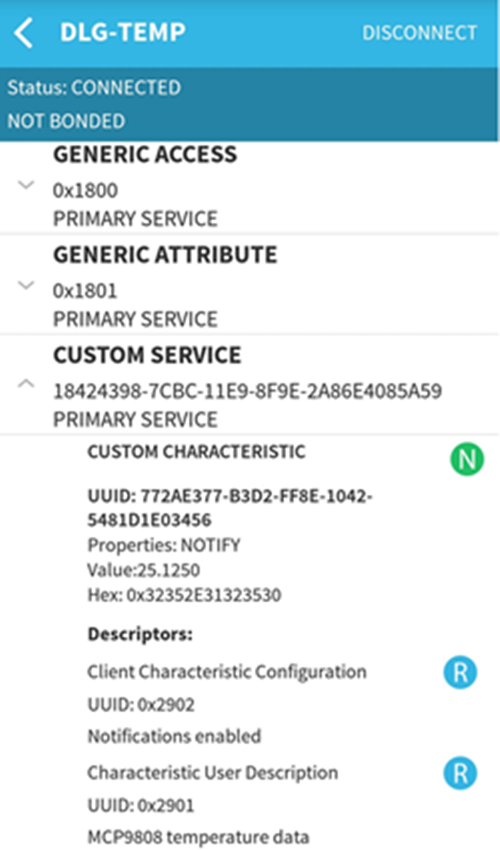 DLG-TEMP DISCONNECT
Status: CONNECTED
NOT BONDED
GENERIC ACCESS
0x1800
PRIMARY SERVICE
GENERIC ATTRIBUTE
0x1801
PRIMARY SERVICE
CUSTOM SERVICE
18424398-7CBC-11E9-8F9E-2A86E4085A59
PRIMARY SERVICE
CUSTOM CHARACTERISTIC N
UUID: 772AE377-B3D2-FF8E-1042-
5481D1E03456
Properties: NOTIFY
Value:25.1250
Hex: 0x32352E31323530
Descriptors:
Client Characteristic Configuration R
UUID: 0x2902
Notifications enabled
Characteristic User Description R
UUID: 0x2901
MCP9808 temperature data